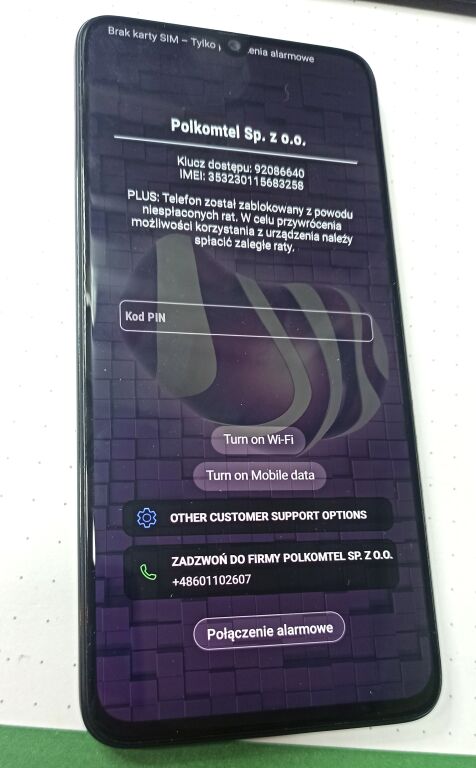 Brak karty SIM – Tylko enia alarmowe
Polkomtel Sp. z o.o.
Klucz dostępu: 92086640
IMEI: 353230115683258
PLUS: Telefon został zablokowany z powodu
niespłaconych rat. W celu przywrócenia
możliwości korzystania z urządzenia należy
spłacić zaległe raty.
Kod PIN
Turn on Wi-Fi
Turn on Mobile data
OTHER CUSTOMER SUPPORT OPTIONS
ZADZWOŃ DO FIRMY POLKOMTEL SP. Z O.O.
+48601102607
Połączenie alarmowe